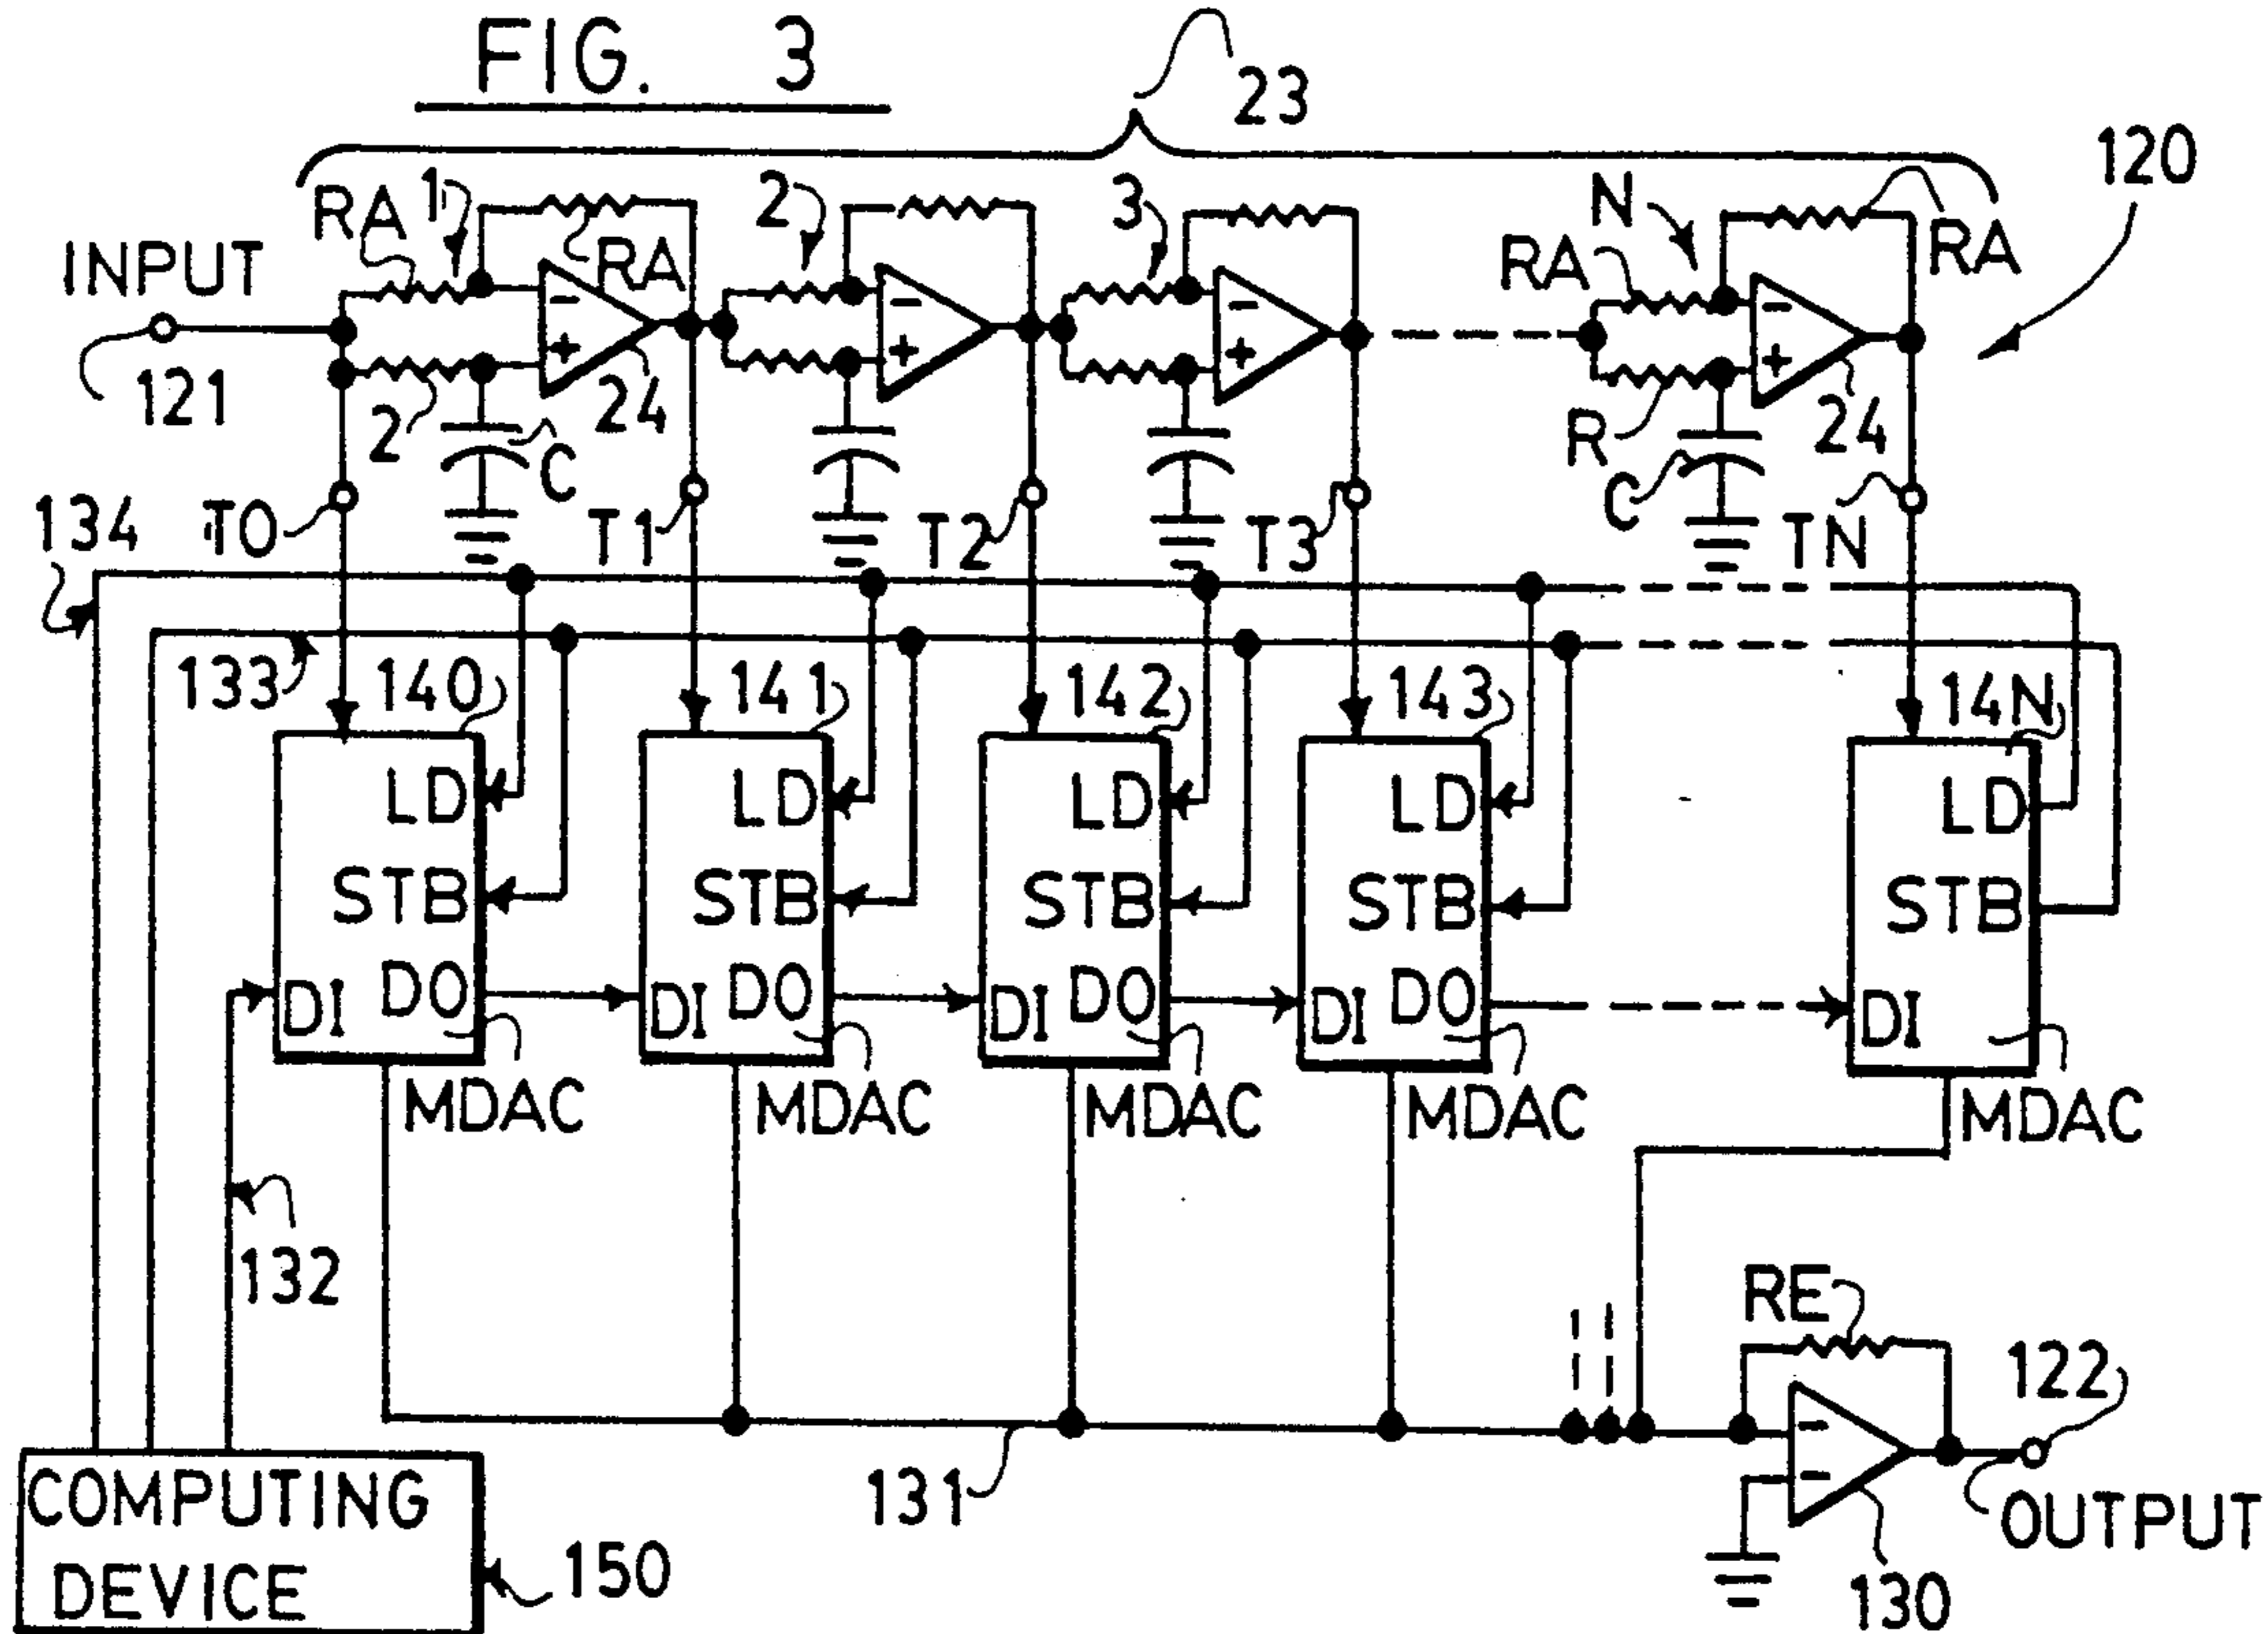 FIG. 3
23
120
RA 1 2 3 N
RA RA RA
INPUT
121
2 24 R 24
C C
134 T0 T1 T2 T3 TN
133 140 141 142 143 14N
LD LD LD LD LD
STB STB STB STB STB
DI DO DI DO DI DO DI DO DI
MDAC MDAC MDAC MDAC MDAC
132
RE
122
131
OUTPUT
COMPUTING
DEVICE
150
130
− + − + − + − +
− −